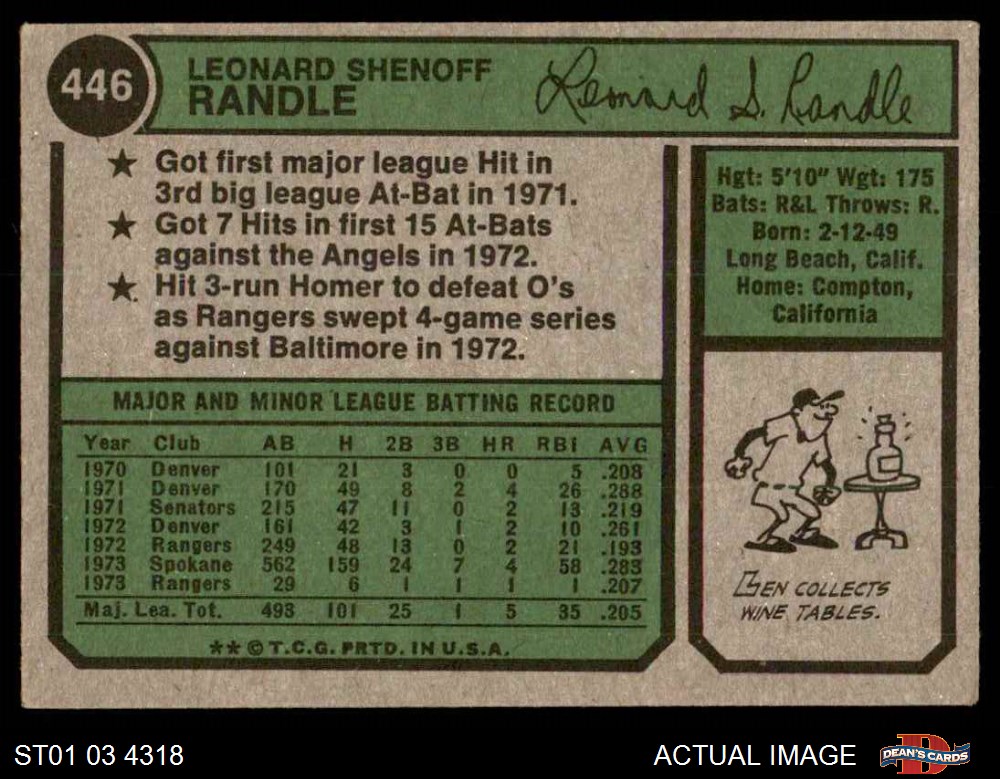 446
LEONARD SHENOFF
RANDLE
Leonard S. Randle
★ Got first major league Hit in
3rd big league At-Bat in 1971.
★ Got 7 Hits in first 15 At-Bats
against the Angels in 1972.
★ Hit 3-run Homer to defeat O's
as Rangers swept 4-game series
against Baltimore in 1972.
Hgt: 5'10" Wgt: 175
Bats: R&L Throws: R.
Born: 2-12-49
Long Beach, Calif.
Home: Compton,
California
MAJOR AND MINOR LEAGUE BATTING RECORD
Year Club AB H 2B 3B HR RBI AVG
1970 Denver 101 21 3 0 0 5 .208
1971 Denver 170 49 8 2 4 26 .288
1971 Senators 215 47 11 0 2 13 .219
1972 Denver 161 42 3 1 2 10 .261
1972 Rangers 249 48 13 0 2 21 .193
1973 Spokane 562 159 24 7 4 58 .283
1973 Rangers 29 6 1 1 1 1 .207
Maj. Lea. Tot. 493 101 25 1 5 35 .205
**©T.C.G. PRTD. IN U.S.A.
LEN COLLECTS
WINE TABLES.
ST01 03 4318
ACTUAL IMAGE
D
DEAN'S CARDS